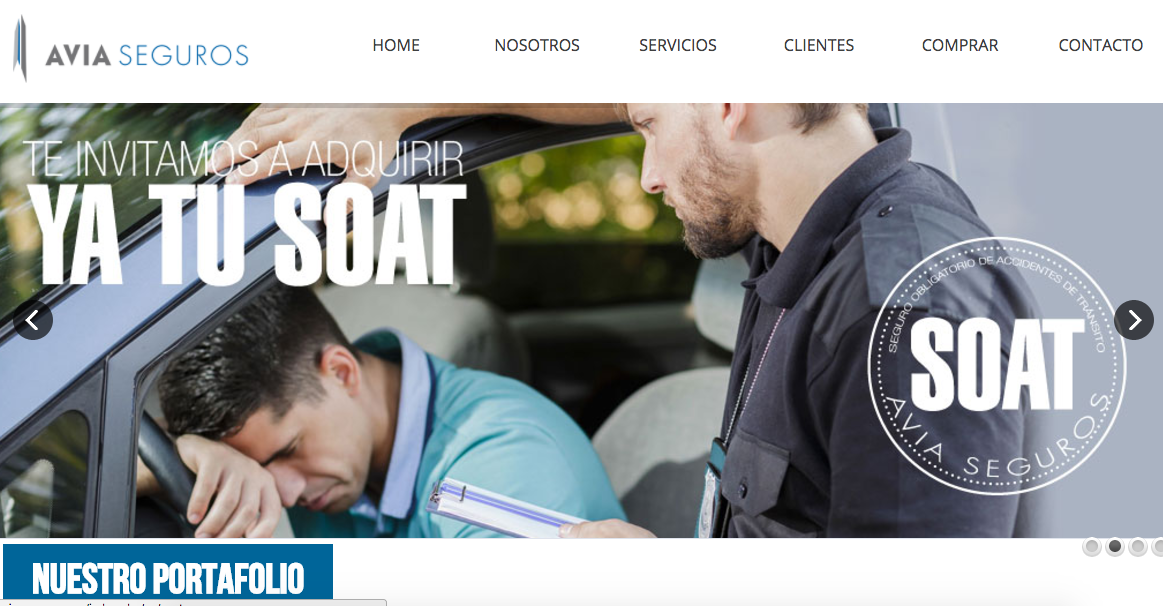 AVIA SEGUROS
HOME NOSOTROS SERVICIOS CLIENTES COMPRAR CONTACTO
TE INVITAMOS A ADQUIRIR
YA TU SOAT
SEGURO OBLIGATORIO DE ACCIDENTES DE TRÁNSITO
SOAT
AVIA SEGUROS
NUESTRO PORTAFOLIO